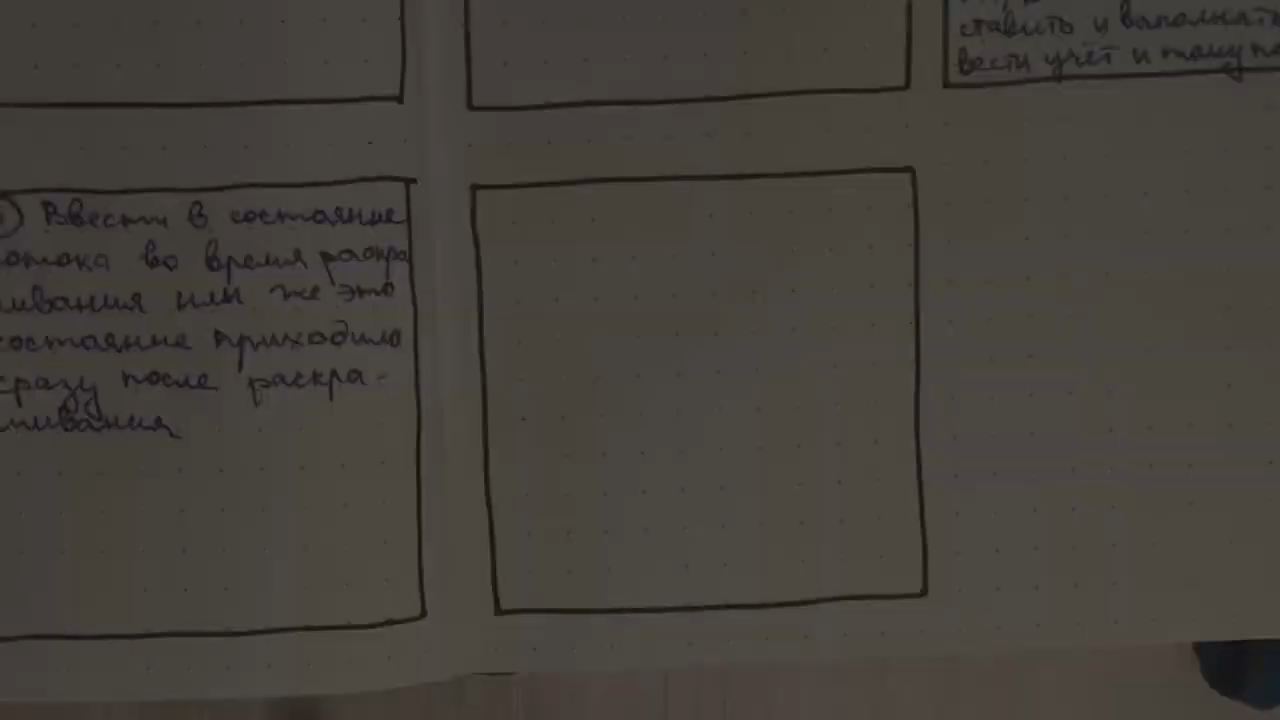 ставить и выполнять
вести учёт и
Ввести в состояние
отока во время раскра
шивания или же это
состояние приходило
сразу после раскра-
шивания